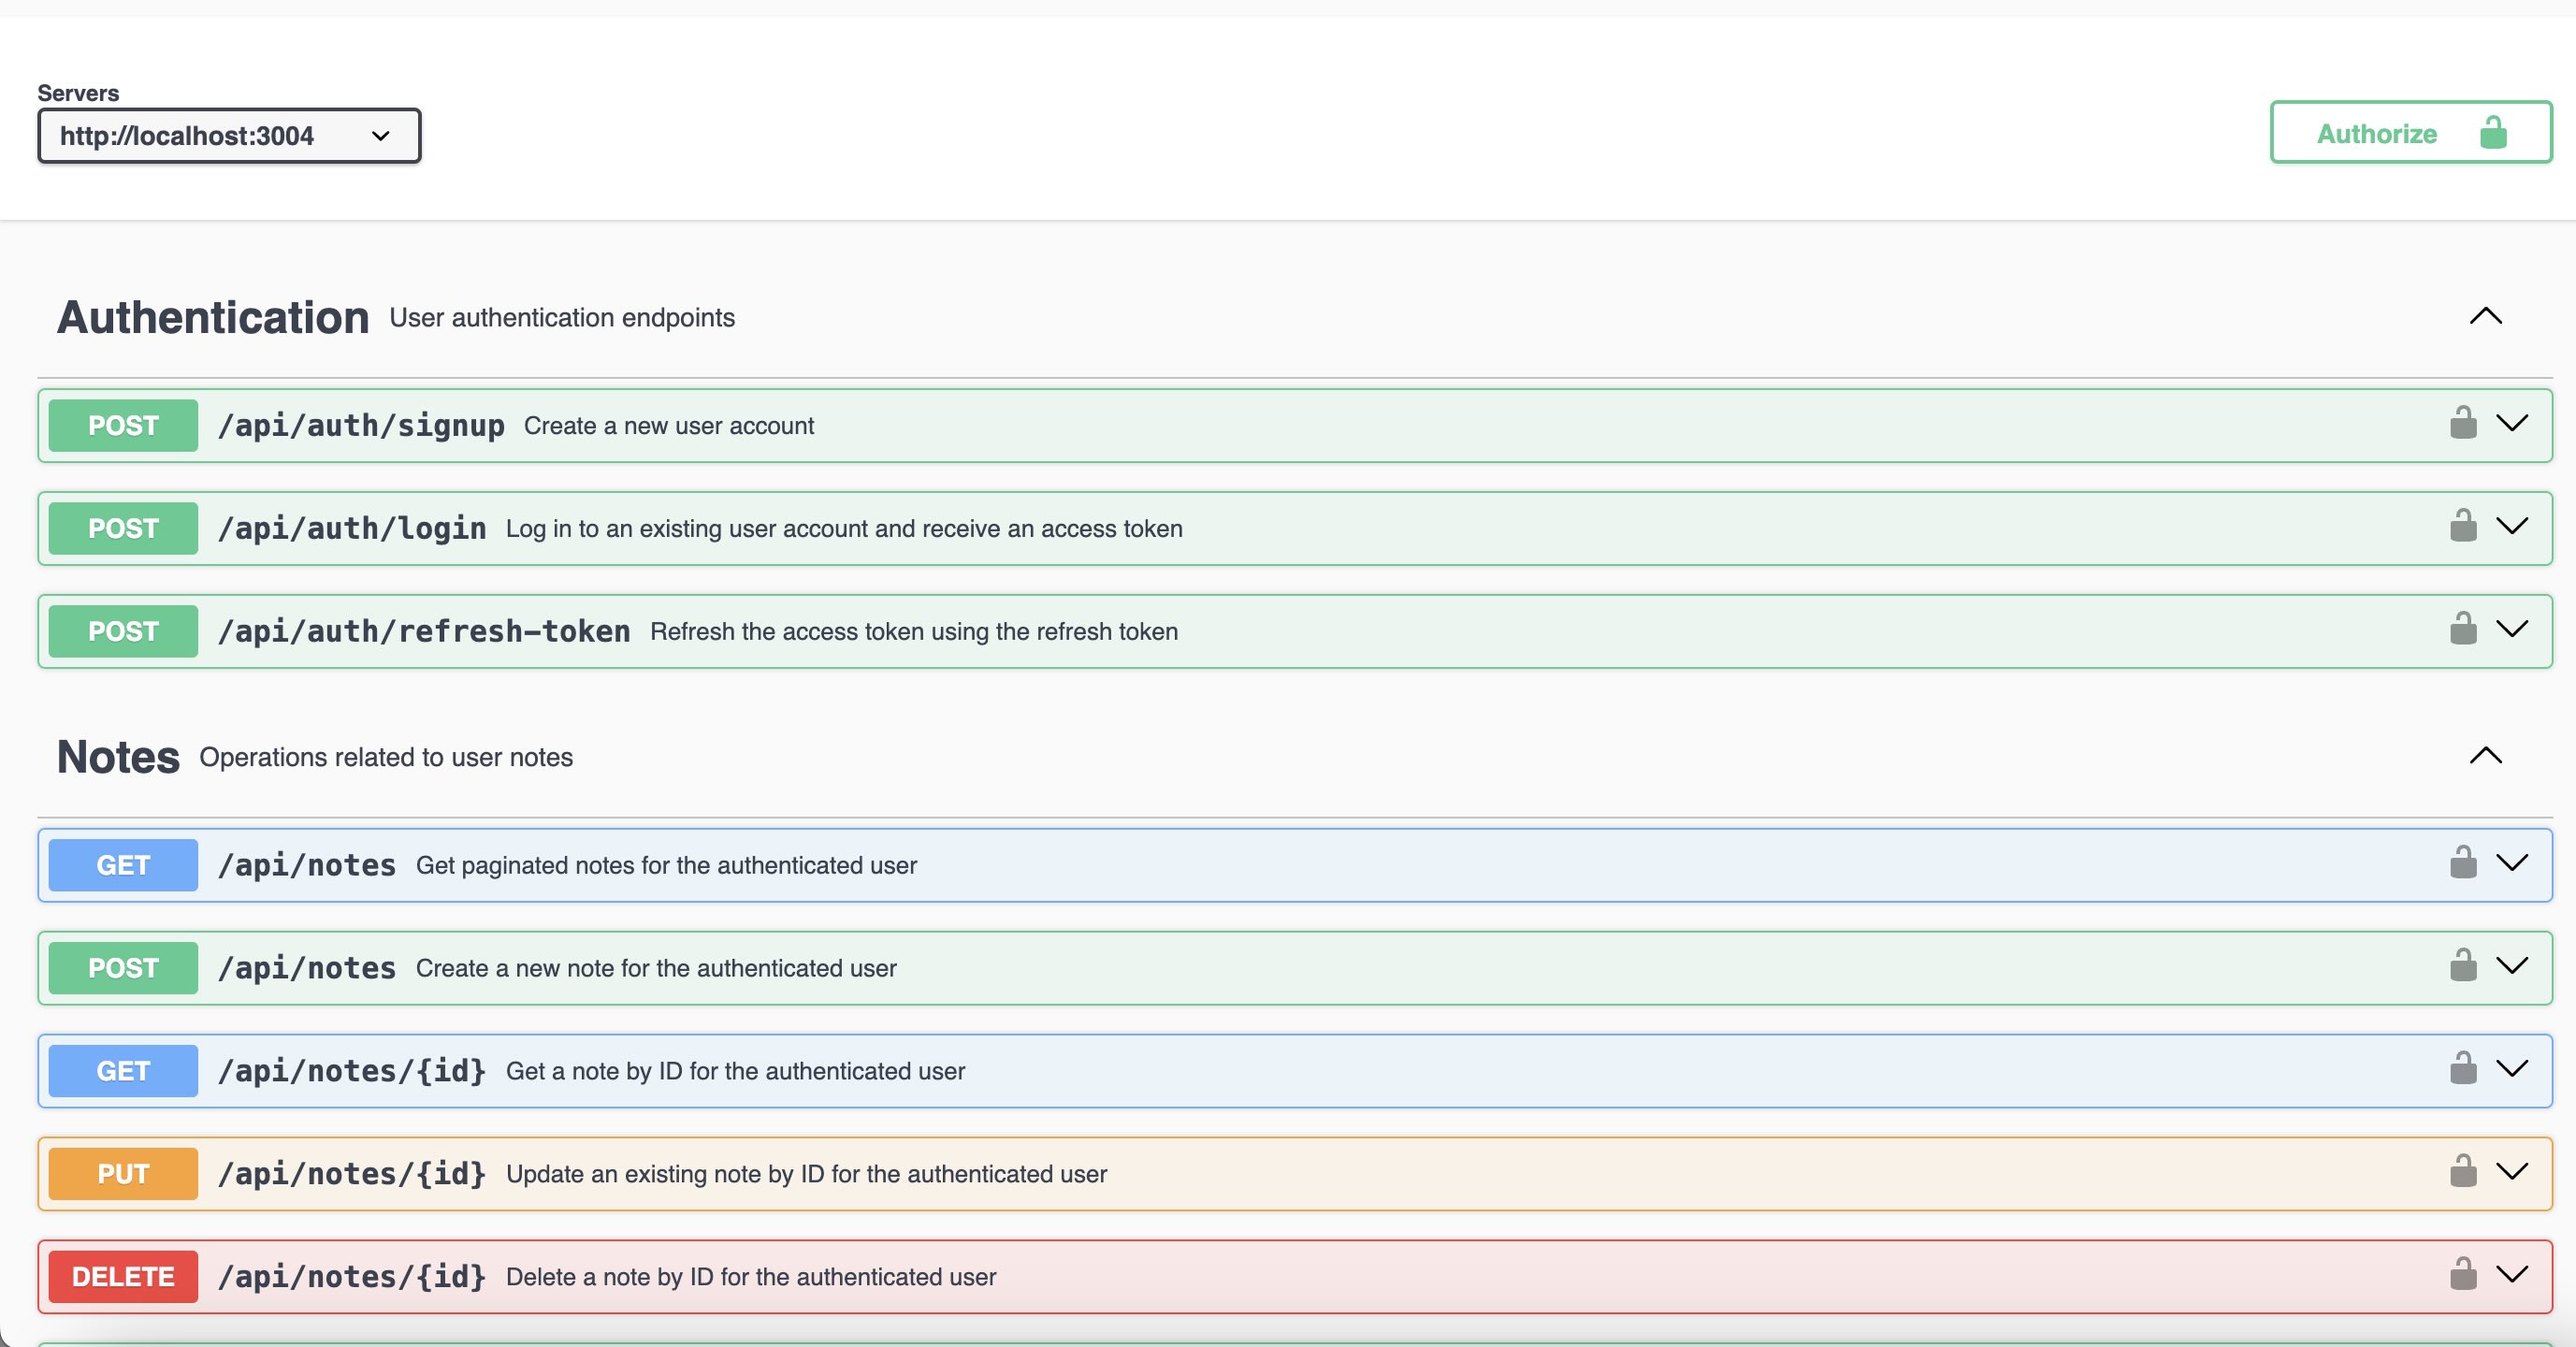 Servers
http://localhost:3004
Authorize
Authentication User authentication endpoints
POST /api/auth/signup Create a new user account
POST /api/auth/login Log in to an existing user account and receive an access token
POST /api/auth/refresh-token Refresh the access token using the refresh token
Notes Operations related to user notes
GET /api/notes Get paginated notes for the authenticated user
POST /api/notes Create a new note for the authenticated user
GET /api/notes/{id} Get a note by ID for the authenticated user
PUT /api/notes/{id} Update an existing note by ID for the authenticated user
DELETE /api/notes/{id} Delete a note by ID for the authenticated user